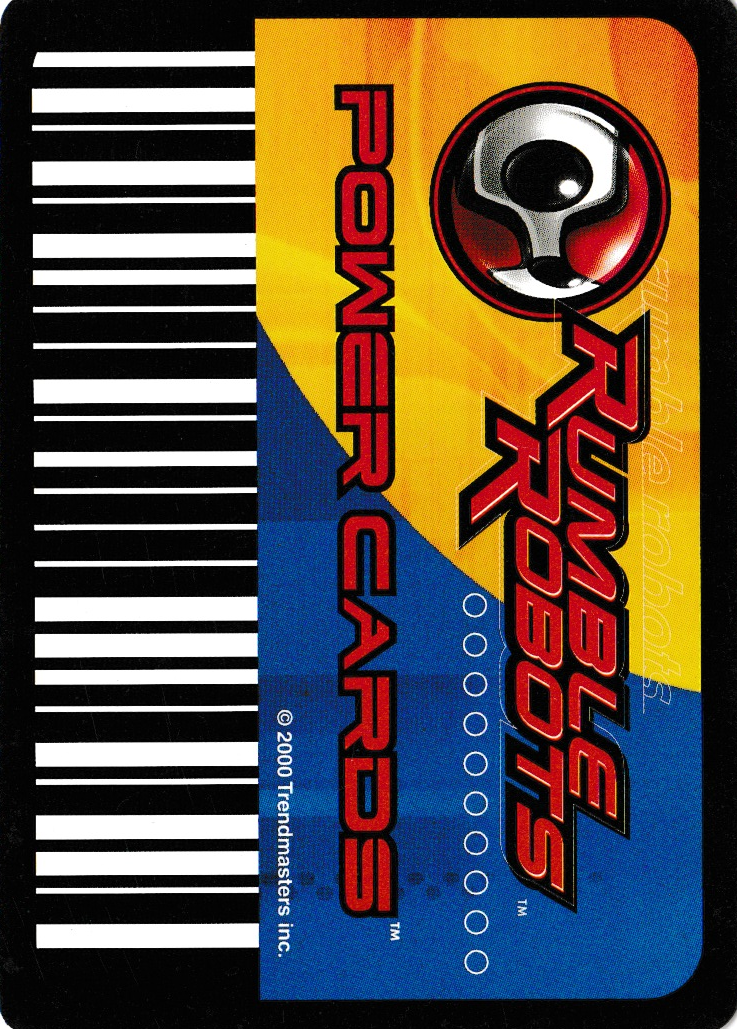 rumble robots
RUMBLE
ROBOTS™
POWER CARDS™
© 2000 Trendmasters inc.